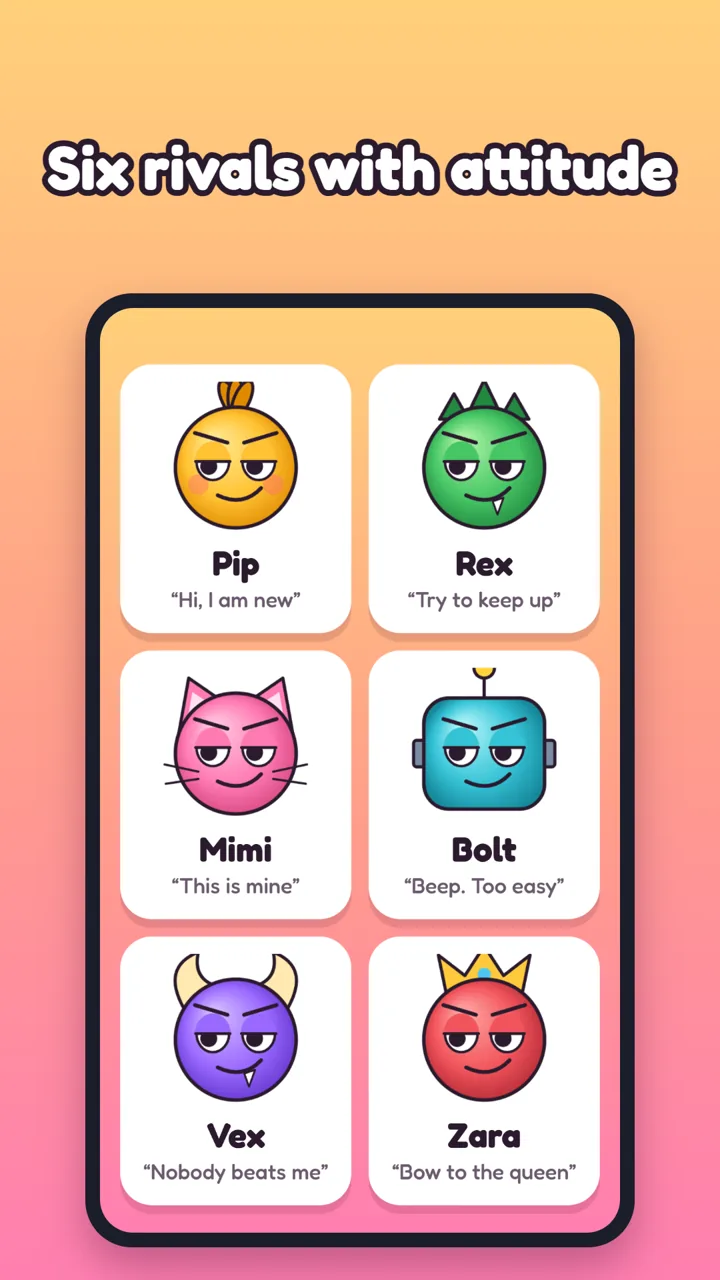 Six rivals with attitude
Pip
“Hi, I am new”
Rex
“Try to keep up”
Mimi
“This is mine”
Bolt
“Beep. Too easy”
Vex
“Nobody beats me”
Zara
“Bow to the queen”